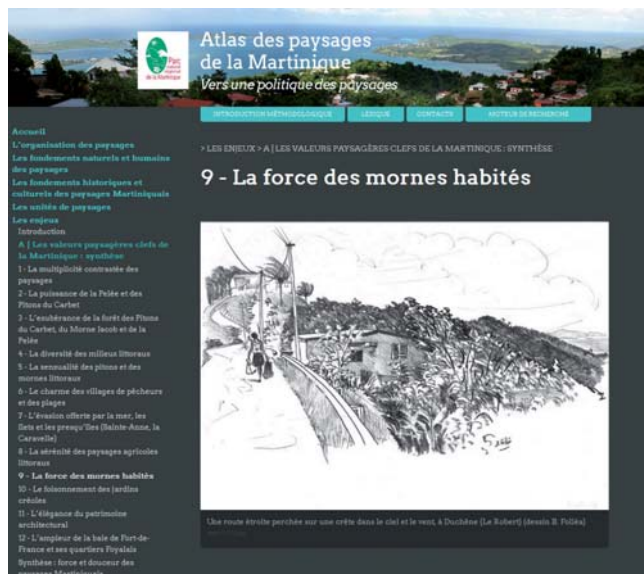 Parc
naturel
régional
de la Martinique
Atlas des paysages
de la Martinique
Vers une politique des paysages
INTRODUCTION MÉTHODOLOGIQUE
LEXIQUE
CONTACTS
MOTEUR DE RECHERCHE
Accueil
L'organisation des paysages
Les fondements naturels et humains
des paysages
Les fondements historiques et
culturels des paysages Martiniquais
Les unités de paysages
Les enjeux
Introduction
A | Les valeurs paysagères clefs de
la Martinique : synthèse
1 - La multiplicité contrastée des
paysages
2 - La puissance de la Pelée et des
Pitons du Carbet
3 - L'exubérance de la forêt des Pitons
du Carbet, du Morne Jacob et de la
Pelée
4 - La diversité des milieux littoraux
5 - La sensualité des pitons et des
mornes littoraux
6 - Le charme des villages de pêcheurs
et des plages
7 - L'évasion offerte par la mer, les
îlets et les presqu'îles (Sainte-Anne, la
Caravelle)
8 - La sérénité des paysages agricoles
littoraux
9 - La force des mornes habités
10 - Le foisonnement des jardins
créoles
11 - L'élégance du patrimoine
architectural
12 - L'ampleur de la baie de Fort-de-
France et ses quartiers Foyalais
Synthèse : force et douceur des
paysages Martiniquais
> LES ENJEUX > A | LES VALEURS PAYSAGÈRES CLEFS DE LA MARTINIQUE : SYNTHÈSE
9 - La force des mornes habités
Une route étroite perchée sur une crête dans le ciel et le vent, à Duchêne (Le Robert) (dessin B. Folléa)